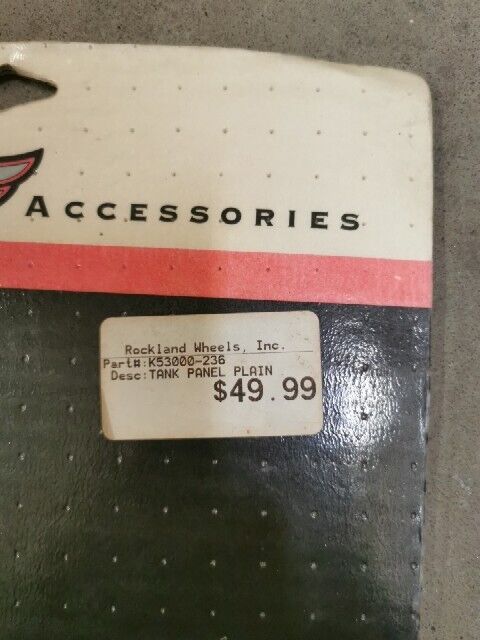 ACCESSORIES
Rockland Wheels, Inc.
Part#:K53000-236
Desc:TANK PANEL PLAIN
$49.99